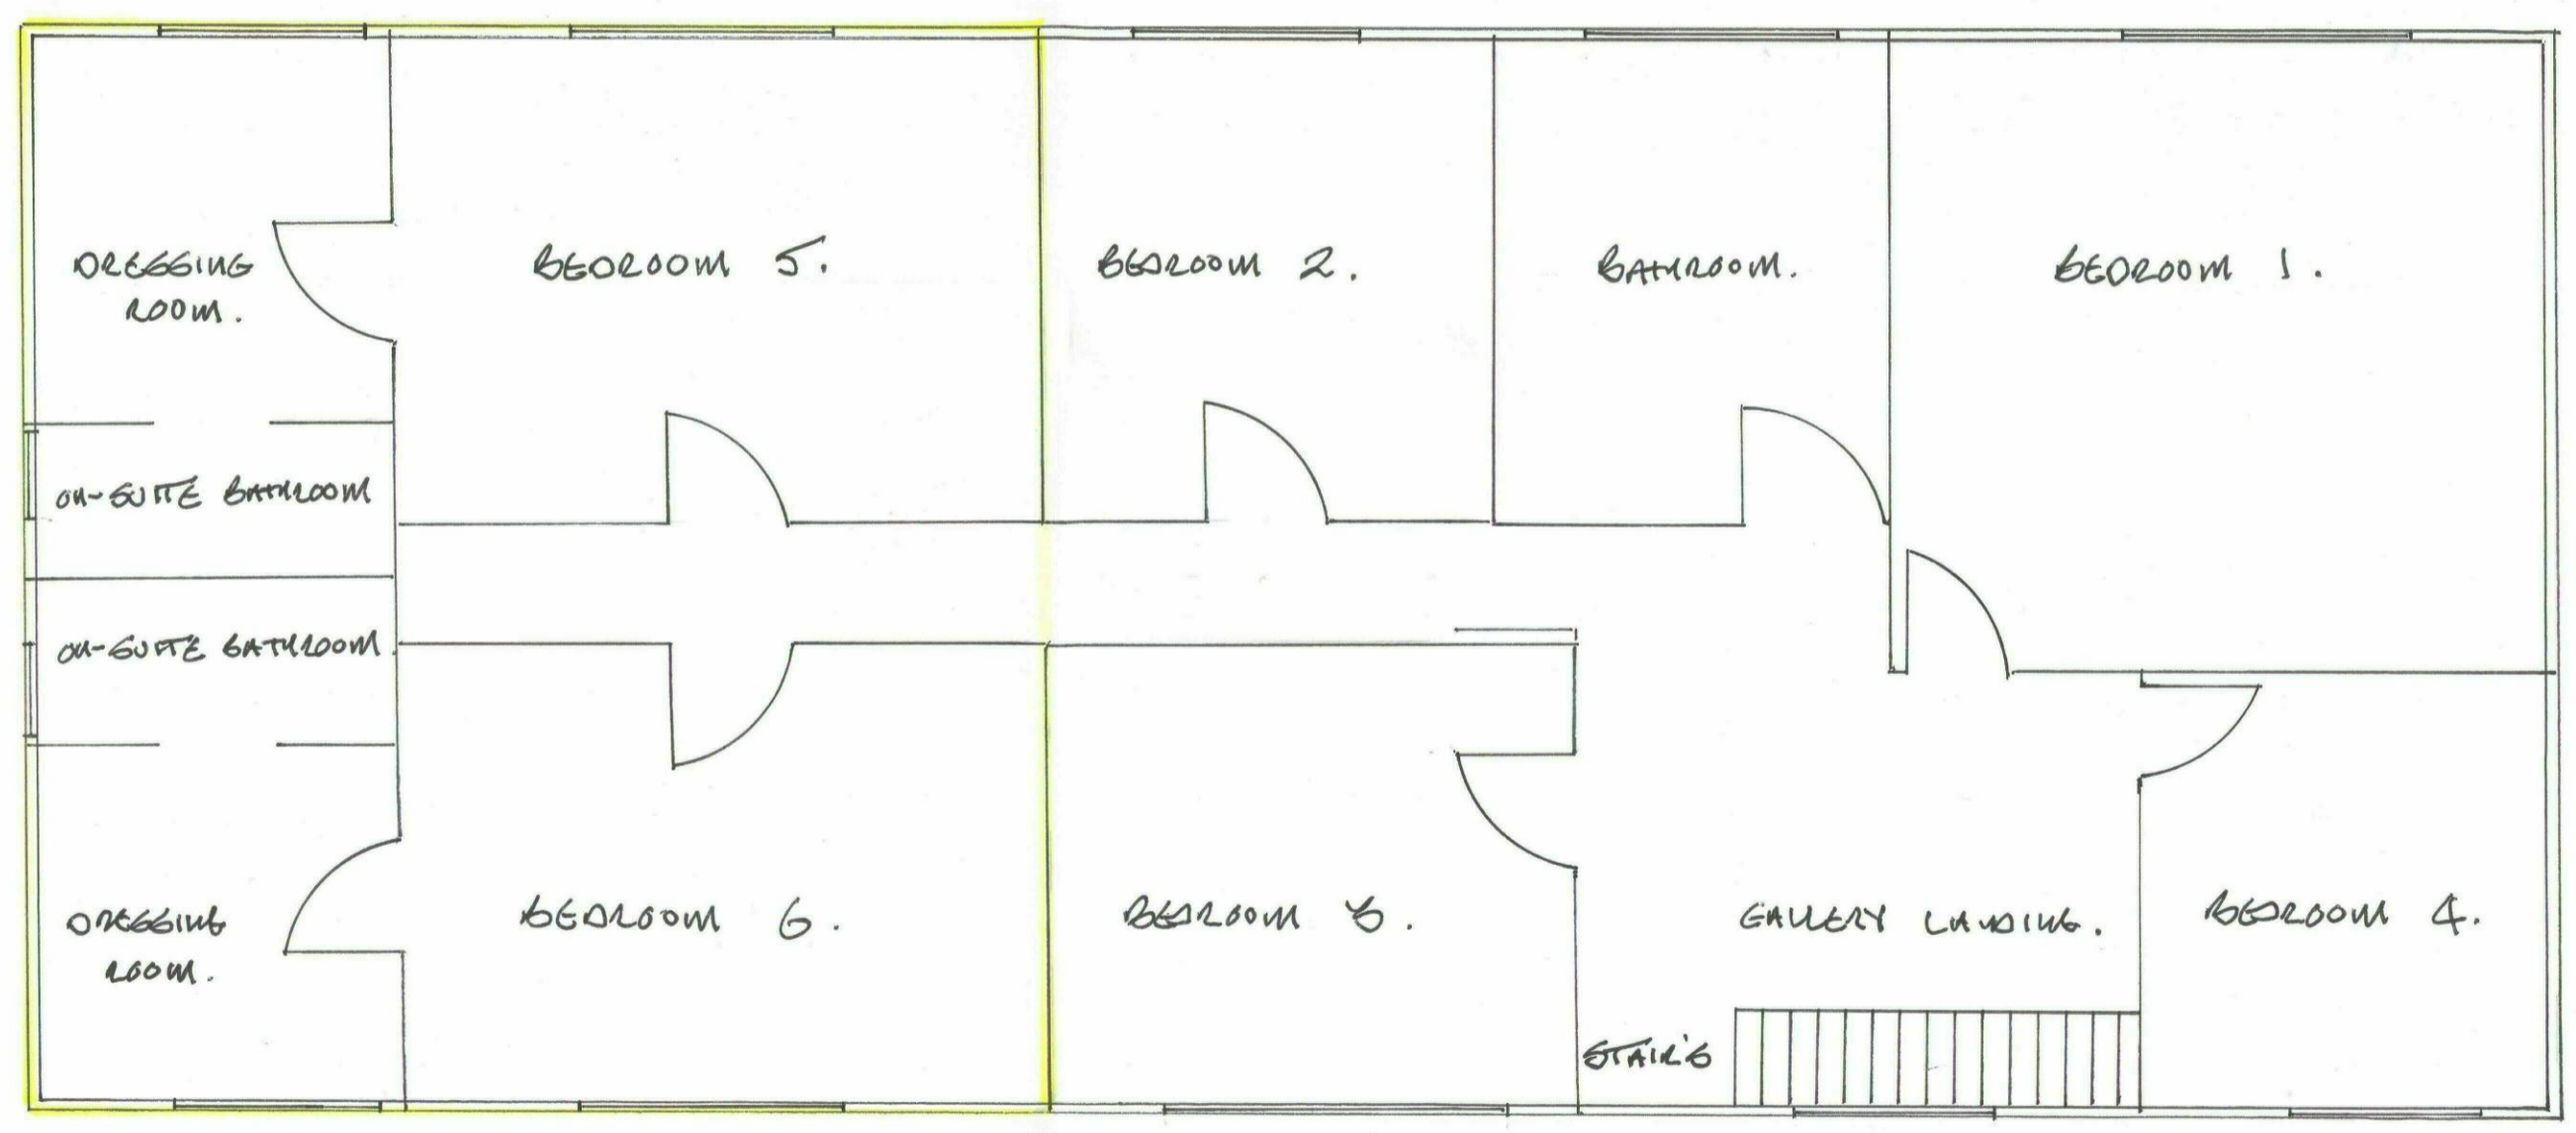 DRESSING
ROOM.
BEDROOM 5.
BEDROOM 2.
BATHROOM.
BEDROOM 1.
ON-SUITE BATHROOM
ON-SUITE BATHROOM
DRESSING
ROOM.
BEDROOM 6.
BEDROOM 3.
GALLERY LANDING.
BEDROOM 4.
STAIR'S